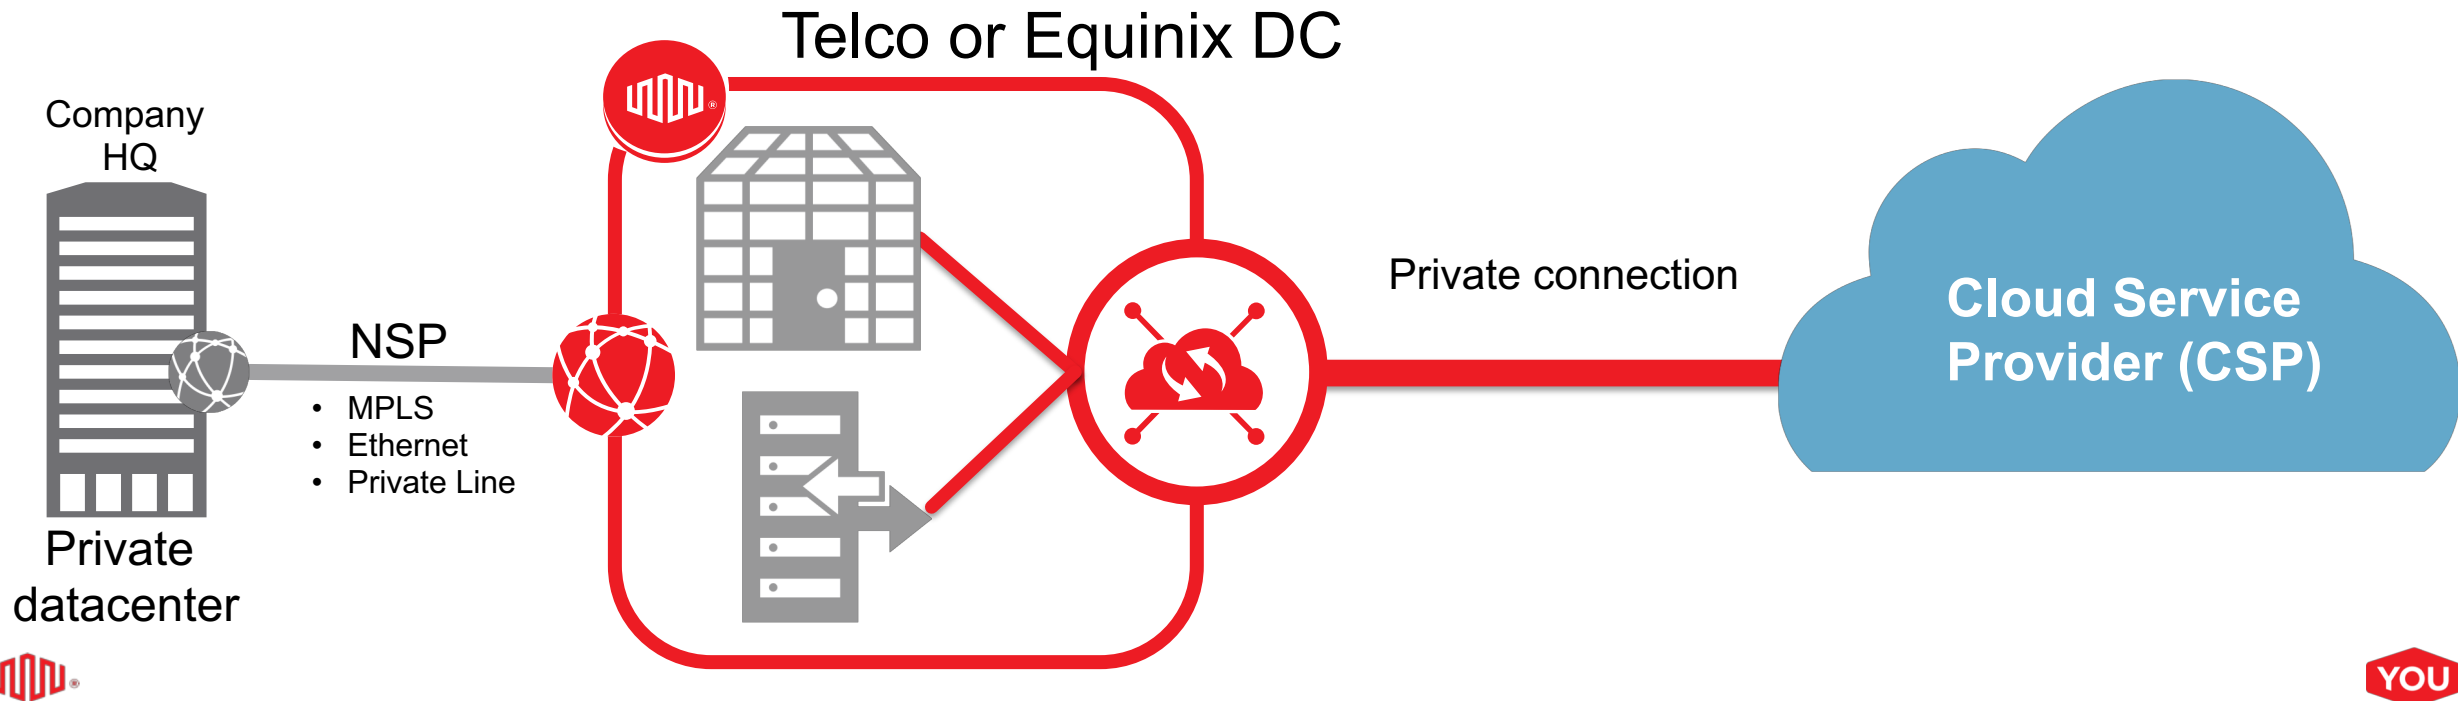 Telco or Equinix DC
Company
HQ
NSP
• MPLS
• Ethernet
• Private Line
Private
datacenter
Private connection
Cloud Service
Provider (CSP)
®
®
YOU